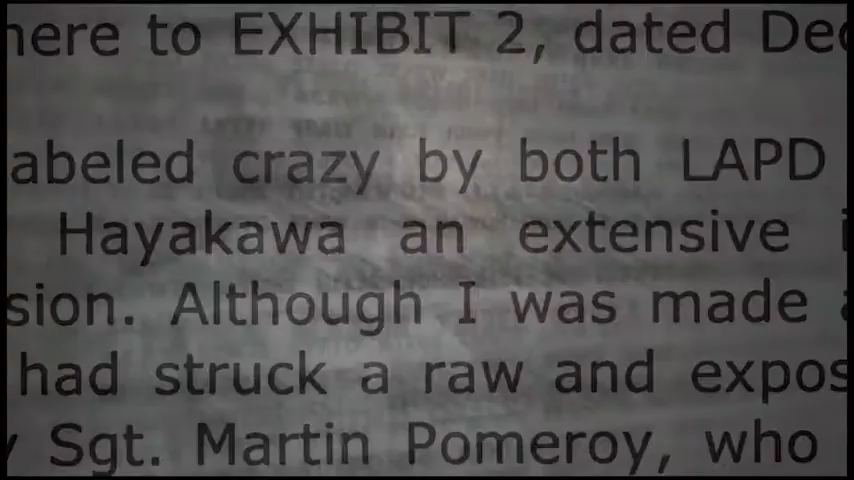 here to EXHIBIT 2, dated Dec
abeled crazy by both LAPD
Hayakawa an extensive
sion. Although I was made
had struck a raw and expos
Sgt. Martin Pomeroy, who